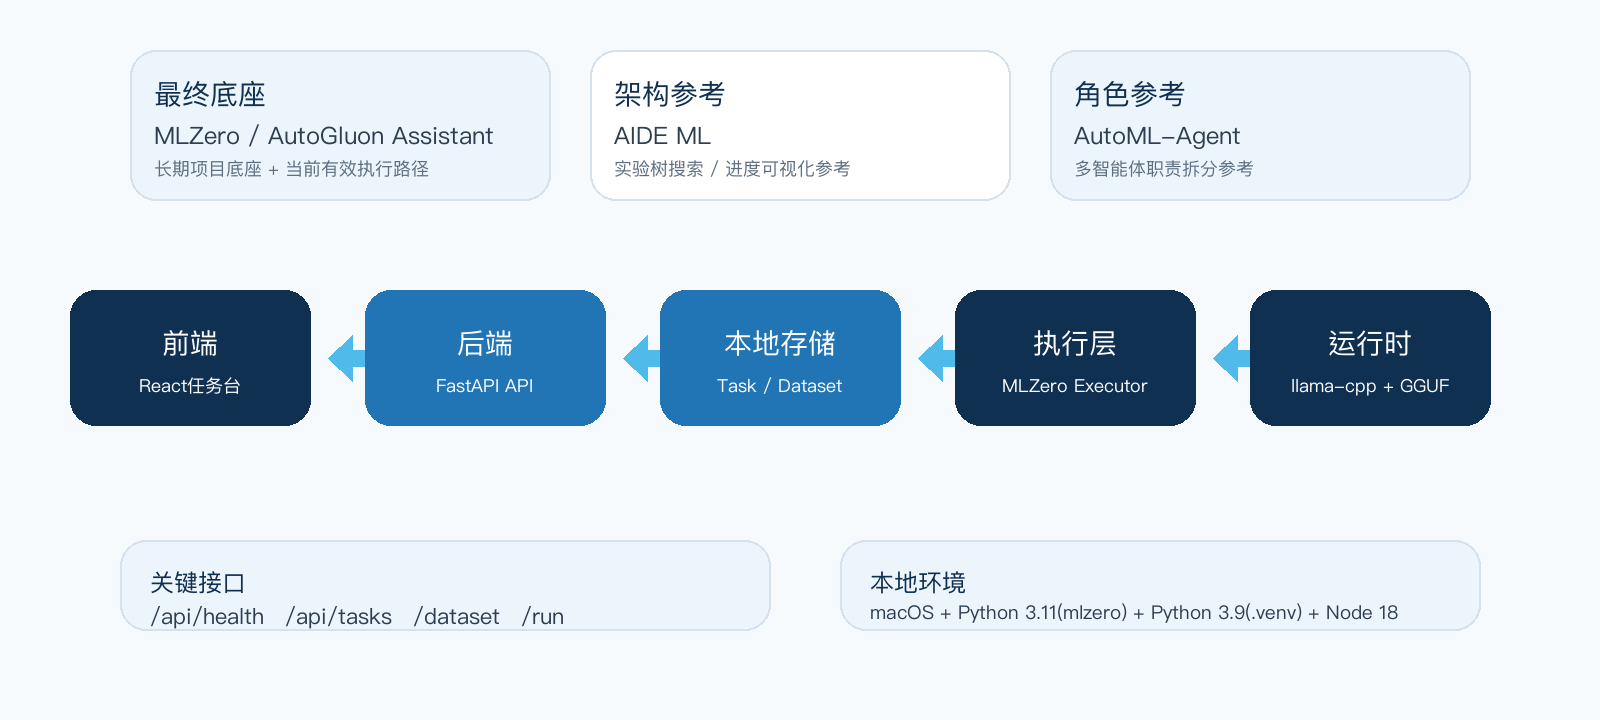 最终底座
MLZero / AutoGluon Assistant
长期项目底座 + 当前有效执行路径
架构参考
AIDE ML
实验树搜索 / 进度可视化参考
角色参考
AutoML-Agent
多智能体职责拆分参考
前端
React任务台
后端
FastAPI API
本地存储
Task / Dataset
执行层
MLZero Executor
运行时
llama-cpp + GGUF
关键接口
/api/health /api/tasks /dataset /run
本地环境
macOS + Python 3.11(mlzero) + Python 3.9(.venv) + Node 18